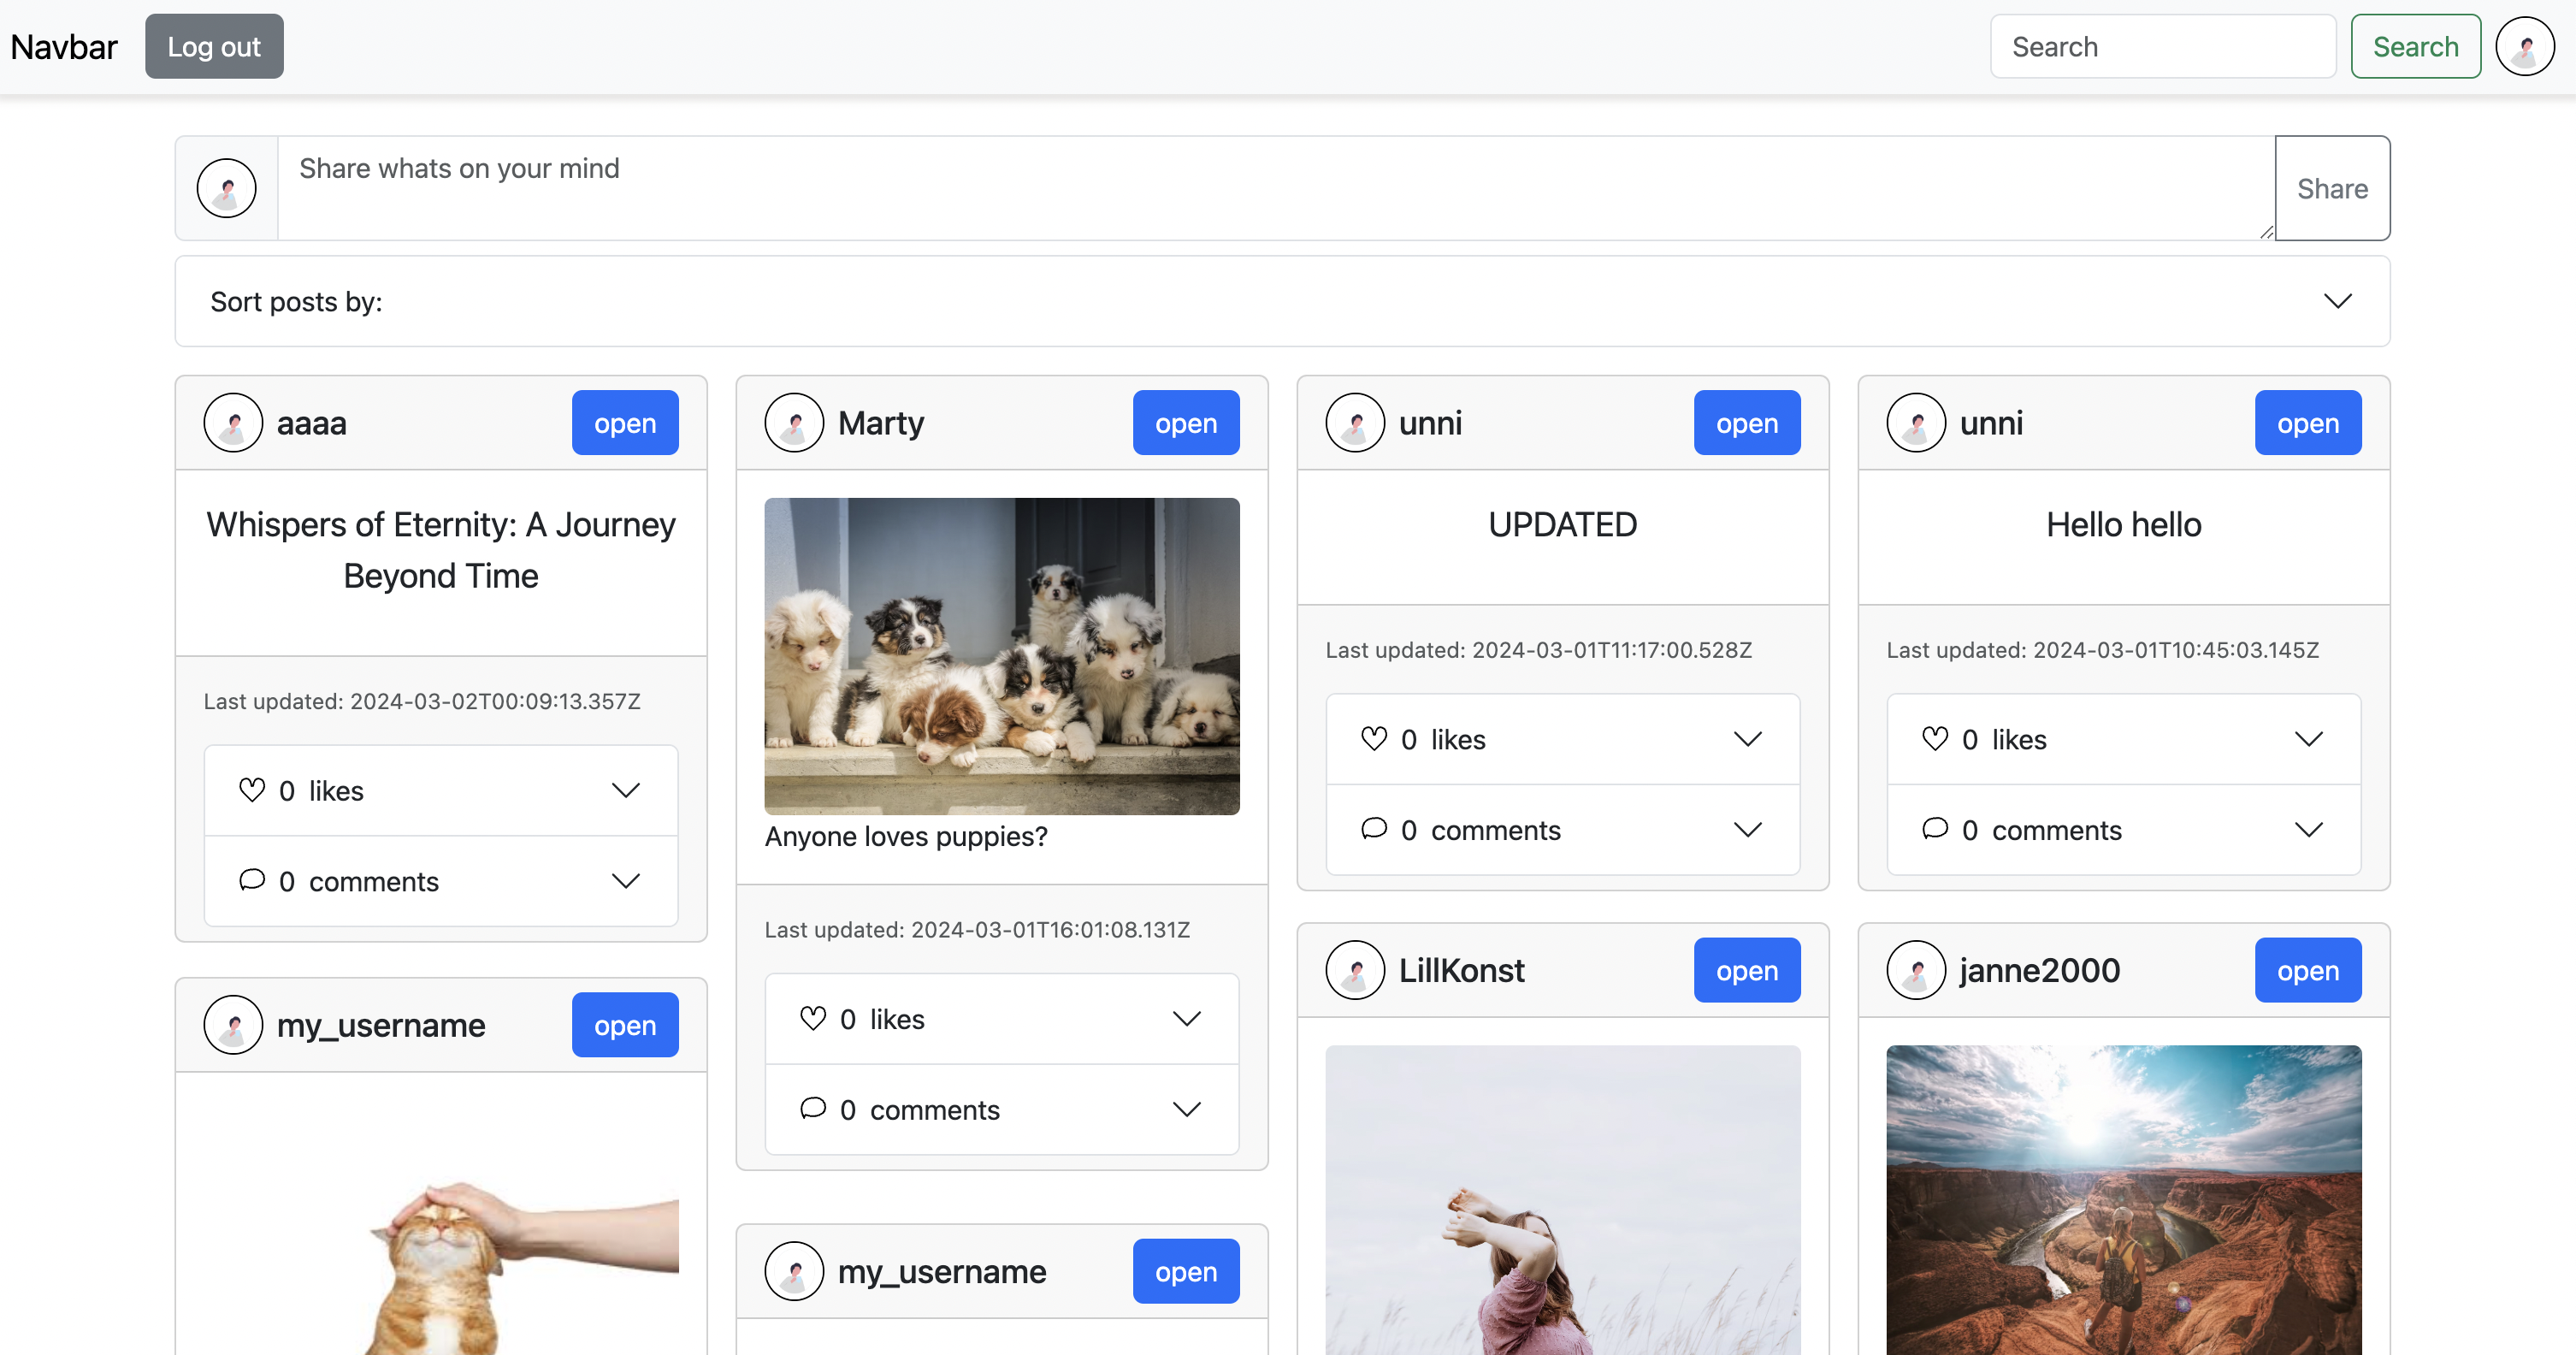 Navbar
Log out
Search
Search
Share whats on your mind
Share
Sort posts by:
aaaa
open
Whispers of Eternity: A Journey
Beyond Time
Last updated: 2024-03-02T00:09:13.357Z
0 likes
0 comments
my_username
open
Marty
open
Anyone loves puppies?
Last updated: 2024-03-01T16:01:08.131Z
0 likes
0 comments
my_username
open
unni
open
UPDATED
Last updated: 2024-03-01T11:17:00.528Z
0 likes
0 comments
LillKonst
open
unni
open
Hello hello
Last updated: 2024-03-01T10:45:03.145Z
0 likes
0 comments
janne2000
open